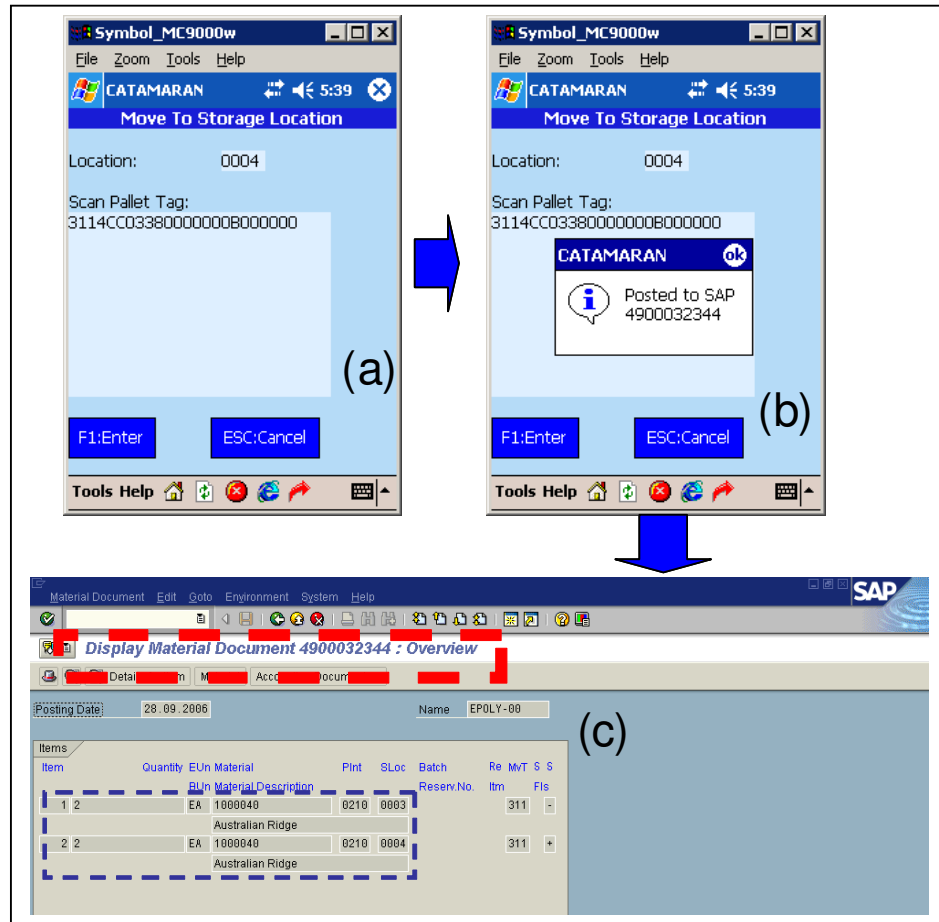 Symbol_MC9000w
File Zoom Tools Help
CATAMARAN 5:39
Move To Storage Location
Location: 0004
Scan Pallet Tag:
3114CC03380000000B000000
(a)
F1:Enter ESC:Cancel
Tools Help
Symbol_MC9000w
File Zoom Tools Help
CATAMARAN 5:39
Move To Storage Location
Location: 0004
Scan Pallet Tag:
3114CC03380000000B000000
CATAMARAN ok
Posted to SAP
4900032344
(b)
F1:Enter ESC:Cancel
Tools Help
Material Document Edit Goto Environment System Help
SAP
Display Material Document 4900032344 : Overview
Posting Date 28.09.2006 Name EPOLY-00
(c)
Items
Item Quantity EUn Material Plnt SLoc Batch Re MvT S S
BUn Material Description Reserv.No. Itm Fls
1 2 EA 1000040 0210 0003 311 -
Australian Ridge
2 2 EA 1000040 0210 0004 311 +
Australian Ridge